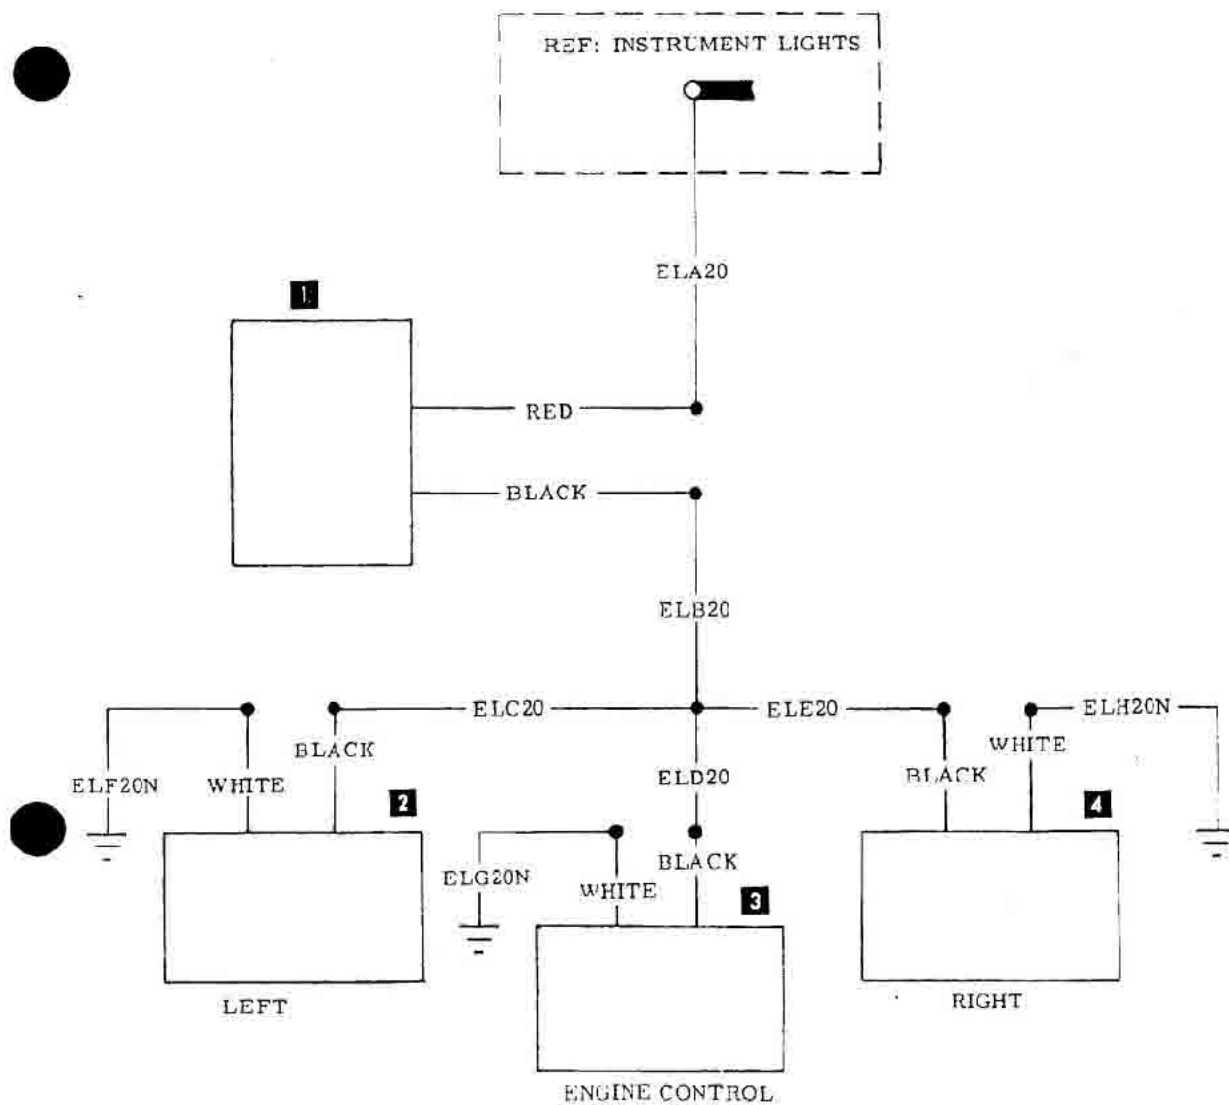 REF: INSTRUMENT LIGHTS
ELA20
1
RED
BLACK
ELB20
ELC20
ELE20
ELH20N
BLACK
WHITE
ELF20N
WHITE
ELD20
BLACK
2
4
ELG20N
WHITE
BLACK
3
LEFT
RIGHT
ENGINE CONTROL